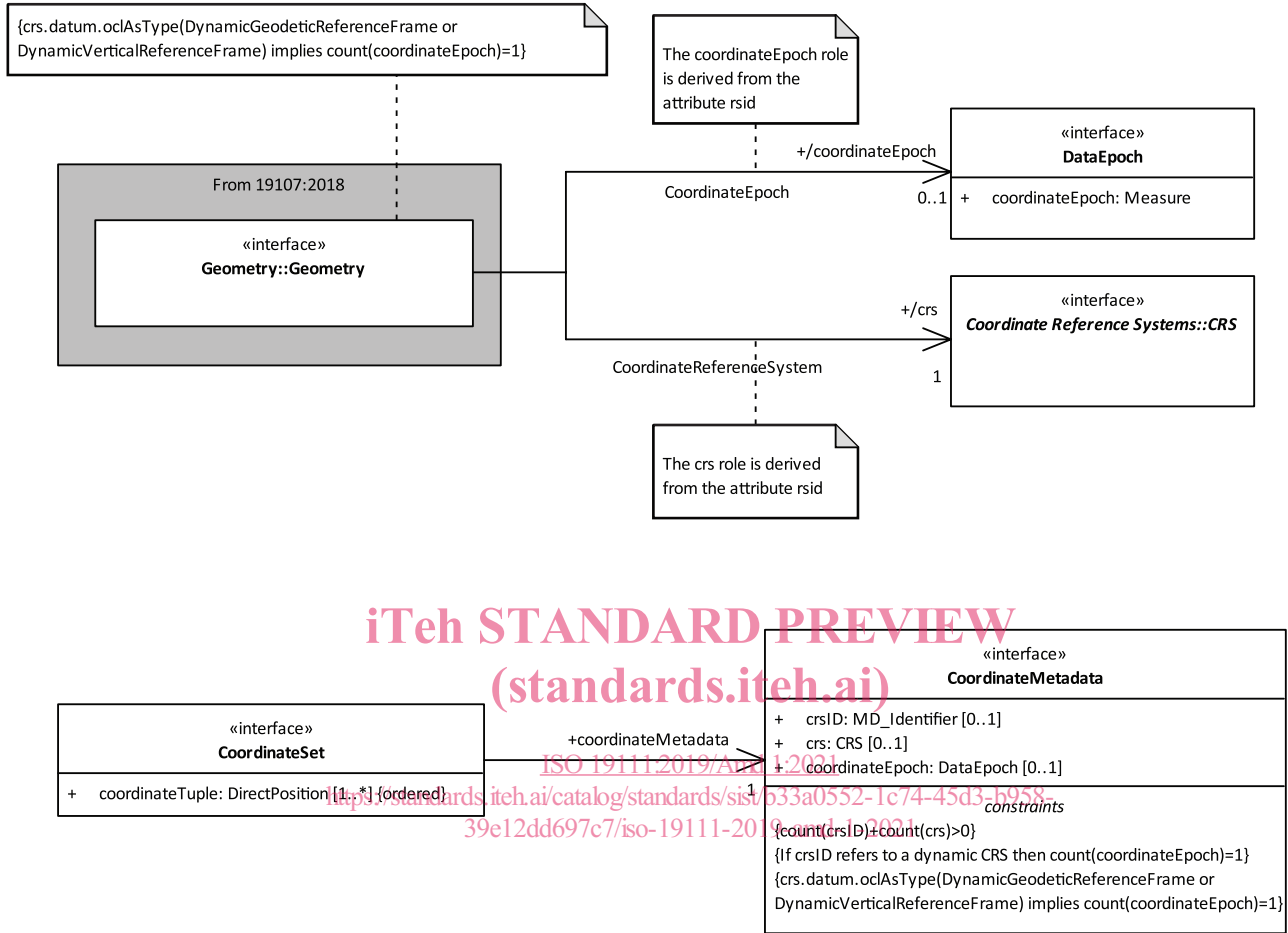 {crs.datum.oclAsType(DynamicGeodeticReferenceFrame or
DynamicVerticalReferenceFrame) implies count(coordinateEpoch)=1}
The coordinateEpoch role
is derived from the
attribute rsid
From 19107:2018
«interface»
Geometry::Geometry
+/coordinateEpoch
CoordinateEpoch
0..1
«interface»
DataEpoch
+ coordinateEpoch: Measure
+/crs
CoordinateReferenceSystem
1
«interface»
Coordinate Reference Systems::CRS
The crs role is derived
from the attribute rsid
iTeh STANDARD PREVIEW
(standards.iteh.ai)
«interface»
CoordinateSet
+ coordinateTuple: DirectPosition [1..*] {ordered}
+coordinateMetadata
1
ISO 19111:2019/Amd 1:2021
https://standards.iteh.ai/catalog/standards/sist/b33a0552-1c74-45d3-b958-
39e12dd697c7/iso-19111-2019-amd-1-2021
«interface»
CoordinateMetadata
+ crsID: MD_Identifier [0..1]
+ crs: CRS [0..1]
+ coordinateEpoch: DataEpoch [0..1]
constraints
{count(crsID)+count(crs)>0}
{If crsID refers to a dynamic CRS then count(coordinateEpoch)=1}
{crs.datum.oclAsType(DynamicGeodeticReferenceFrame or
DynamicVerticalReferenceFrame) implies count(coordinateEpoch)=1}